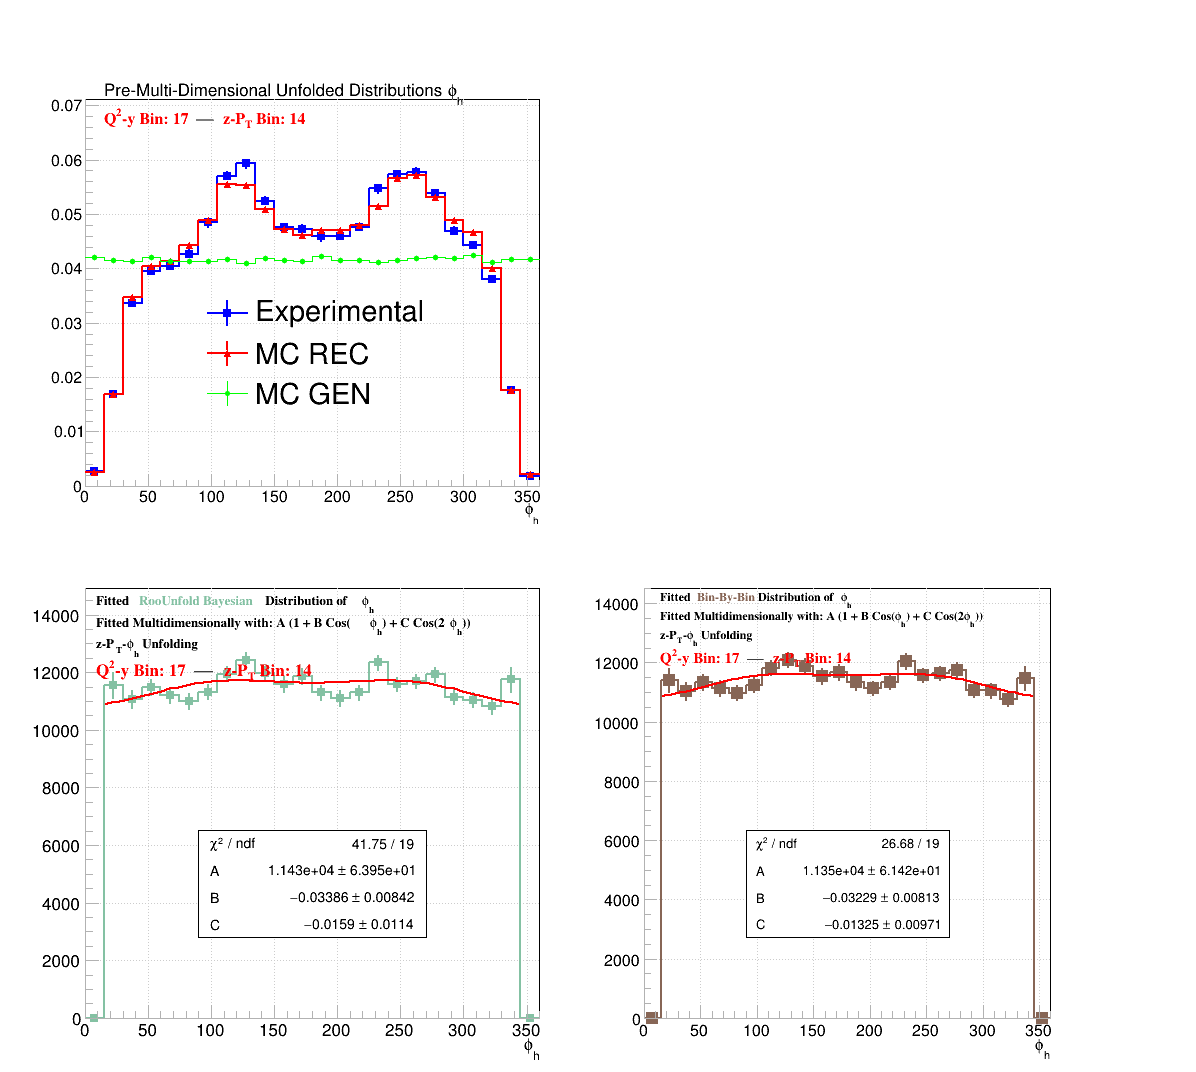 Pre-Multi-Dimensional Unfolded Distributions ϕh
Q2-y Bin: 17 — z-PT Bin: 14
0.07
0.06
0.05
0.04
0.03
0.02
0.01
0
Experimental
MC REC
MC GEN
0 50 100 150 200 250 300 350
ϕh
Fitted RooUnfold Bayesian Distribution of ϕh
Fitted Multidimensionally with: A (1 + B Cos( ϕh) + C Cos(2 ϕh))
z-PT-ϕh Unfolding
Q2-y Bin: 17 — z-PT Bin: 14
14000
12000
10000
8000
6000
4000
2000
0
χ2 / ndf 41.75 / 19
A 1.143e+04 ± 6.395e+01
B −0.03386 ± 0.00842
C −0.0159 ± 0.0114
0 50 100 150 200 250 300 350
ϕh
Fitted Bin-By-Bin Distribution of ϕh
Fitted Multidimensionally with: A (1 + B Cos(ϕh) + C Cos(2ϕh))
z-PT-ϕh Unfolding
Q2-y Bin: 17 — z-PT Bin: 14
14000
12000
10000
8000
6000
4000
2000
0
χ2 / ndf 26.68 / 19
A 1.135e+04 ± 6.142e+01
B −0.03229 ± 0.00813
C −0.01325 ± 0.00971
0 50 100 150 200 250 300 350
ϕh